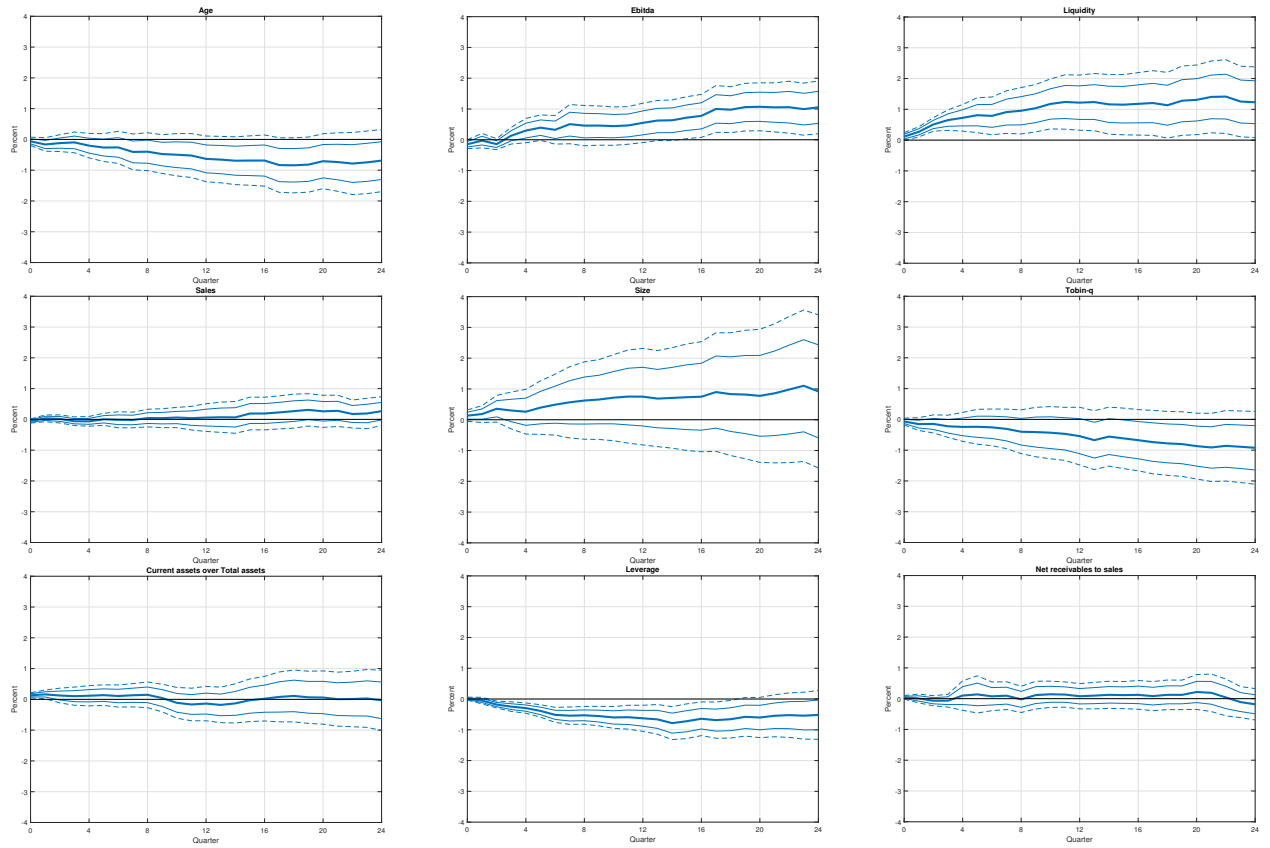 Age
4
3
2
1
0
-1
-2
-3
-4
Percent
0 4 8 12 16 20 24
Quarter
Ebitda
4
3
2
1
0
-1
-2
-3
-4
Percent
0 4 8 12 16 20 24
Quarter
Liquidity
4
3
2
1
0
-1
-2
-3
-4
Percent
0 4 8 12 16 20 24
Quarter
Sales
4
3
2
1
0
-1
-2
-3
-4
Percent
0 4 8 12 16 20 24
Quarter
Size
4
3
2
1
0
-1
-2
-3
-4
Percent
0 4 8 12 16 20 24
Quarter
Tobin-q
4
3
2
1
0
-1
-2
-3
-4
Percent
0 4 8 12 16 20 24
Quarter
Current assets over Total assets
4
3
2
1
0
-1
-2
-3
-4
Percent
0 4 8 12 16 20 24
Quarter
Leverage
4
3
2
1
0
-1
-2
-3
-4
Percent
0 4 8 12 16 20 24
Quarter
Net receivables to sales
4
3
2
1
0
-1
-2
-3
-4
Percent
0 4 8 12 16 20 24
Quarter